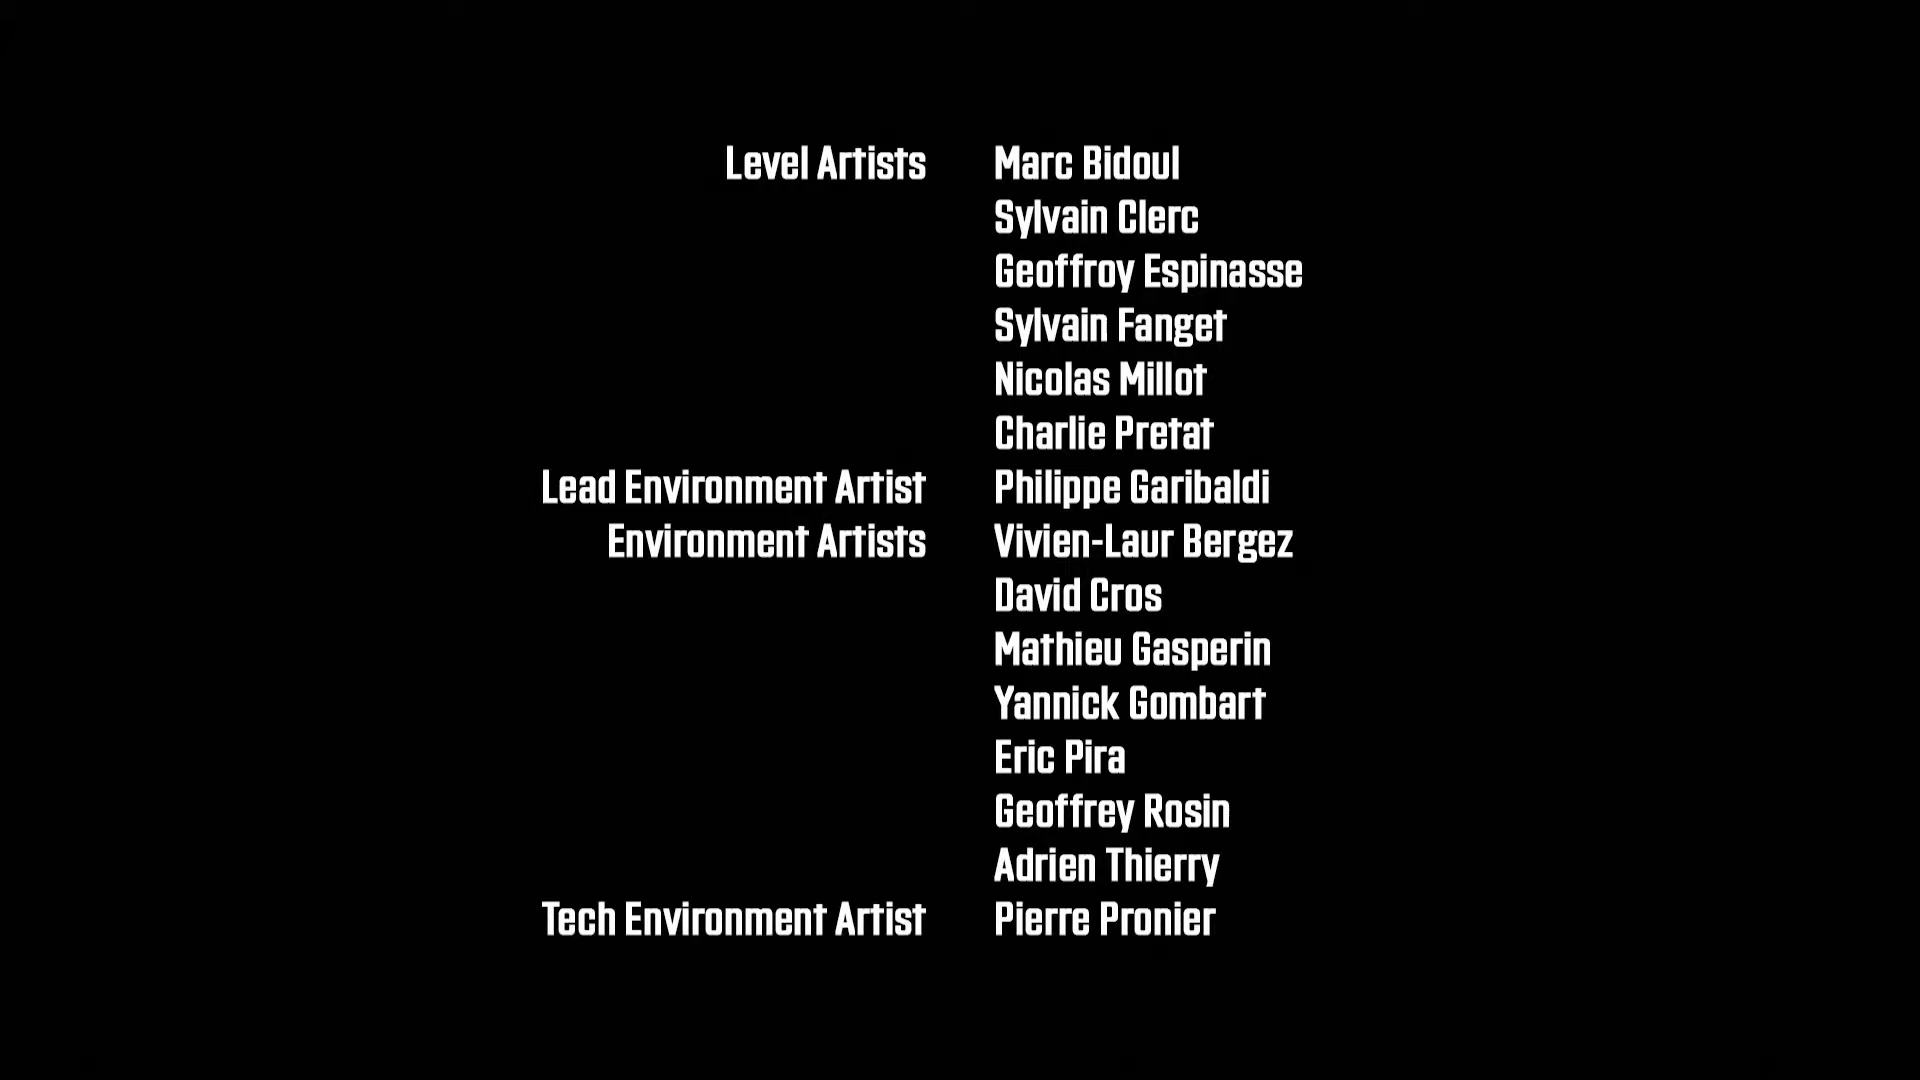 Level Artists Marc Bidoul
Sylvain Clerc
Geoffroy Espinasse
Sylvain Fanget
Nicolas Millot
Charlie Pretat
Lead Environment Artist Philippe Garibaldi
Environment Artists Vivien-Laur Bergez
David Cros
Mathieu Gasperin
Yannick Gombart
Eric Pira
Geoffrey Rosin
Adrien Thierry
Tech Environment Artist Pierre Pronier